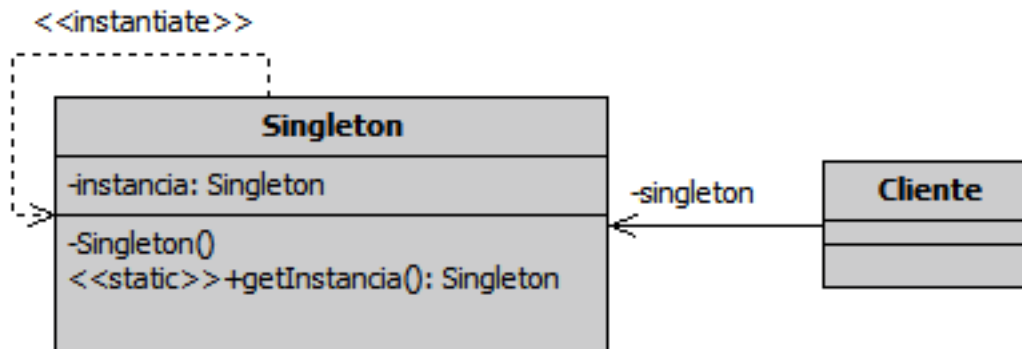 <<instantiate>>
Singleton
-instancia: Singleton
-Singleton()
<<static>>+getInstancia(): Singleton
-singleton
Cliente